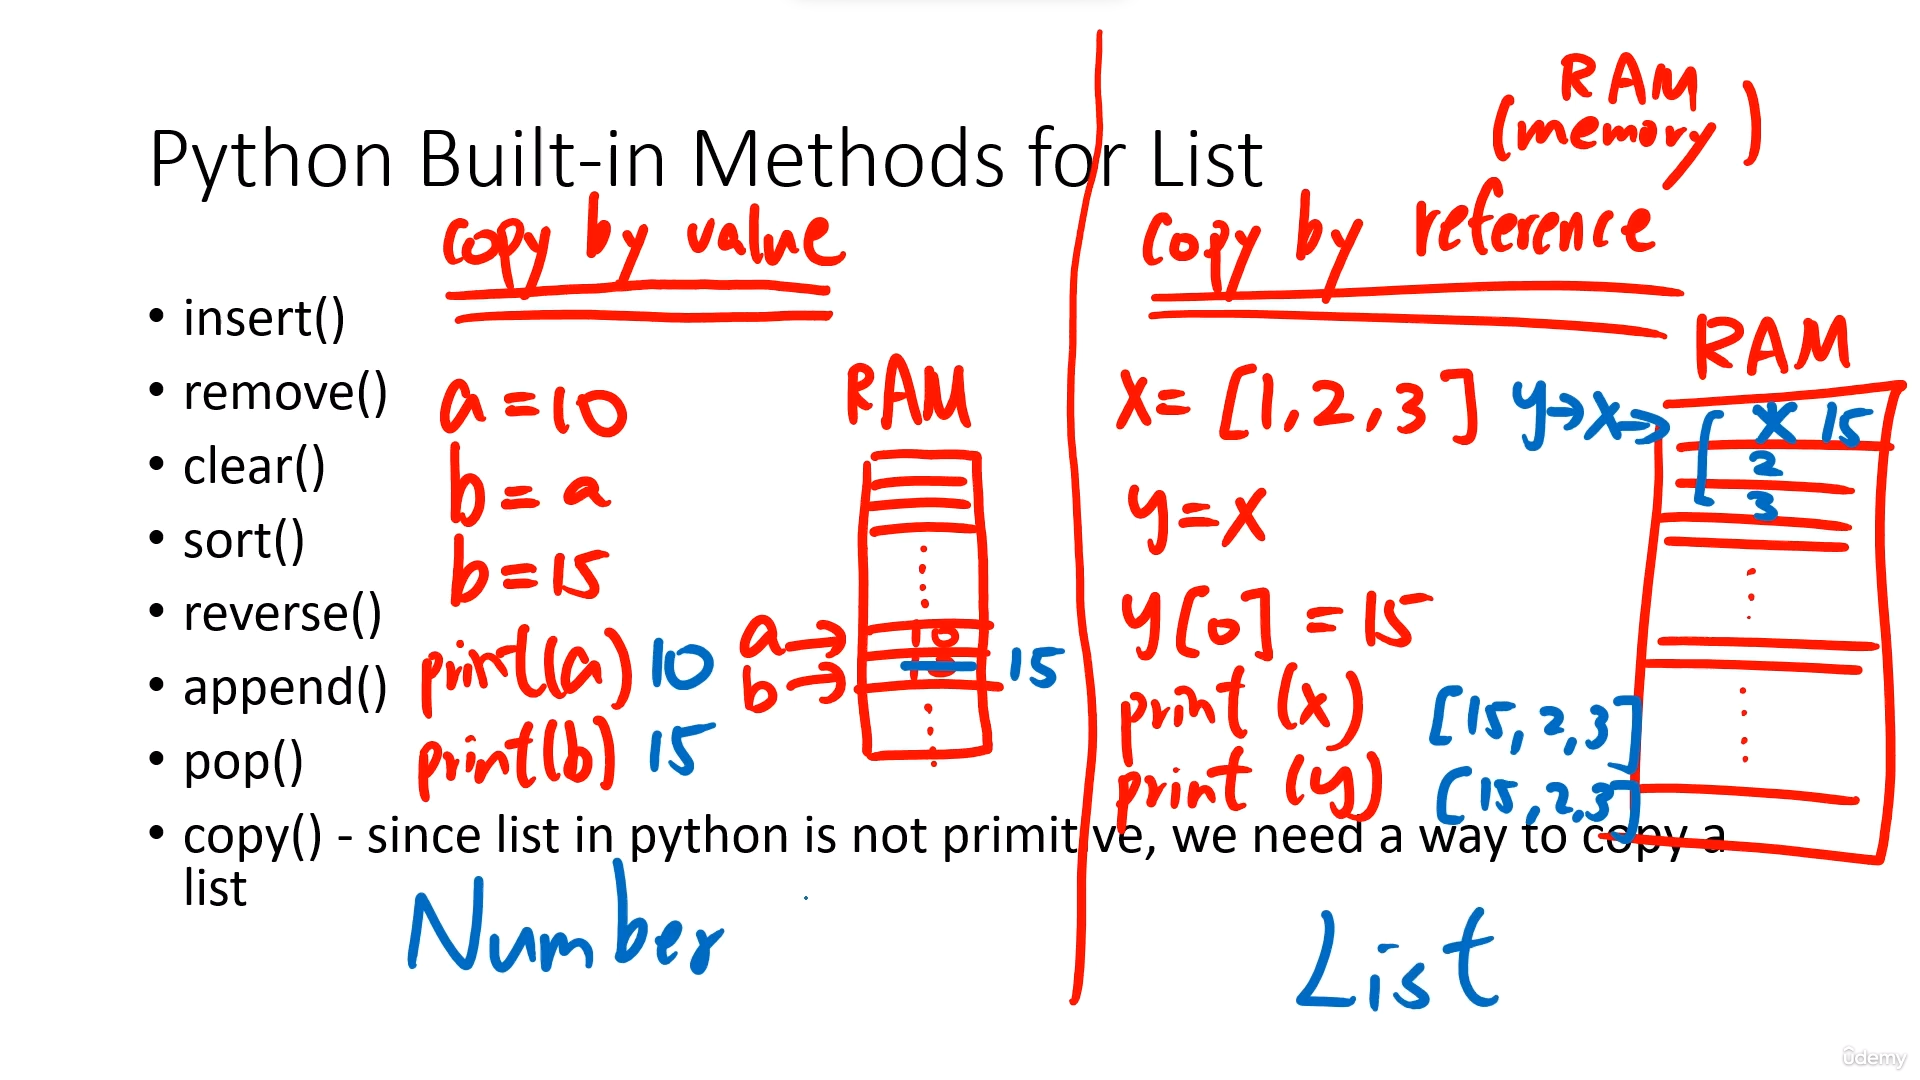 RAM
(memory)
Python Built-in Methods for List
copy by value
copy by reference
• insert()
• remove()
• clear()
• sort()
• reverse()
• append()
• pop()
• copy() - since list in python is not primitive, we need a way to copy a
list
a = 10
b = a
b = 15
print(a) 10
print(b) 15
RAM
a → 10
b → 10 15
Number
x = [1, 2, 3]
y = x
y[0] = 15
print (x) [15, 2, 3]
print (y) [15, 2, 3]
RAM
y → x → [ 1 15
2
3
List
ûdemy